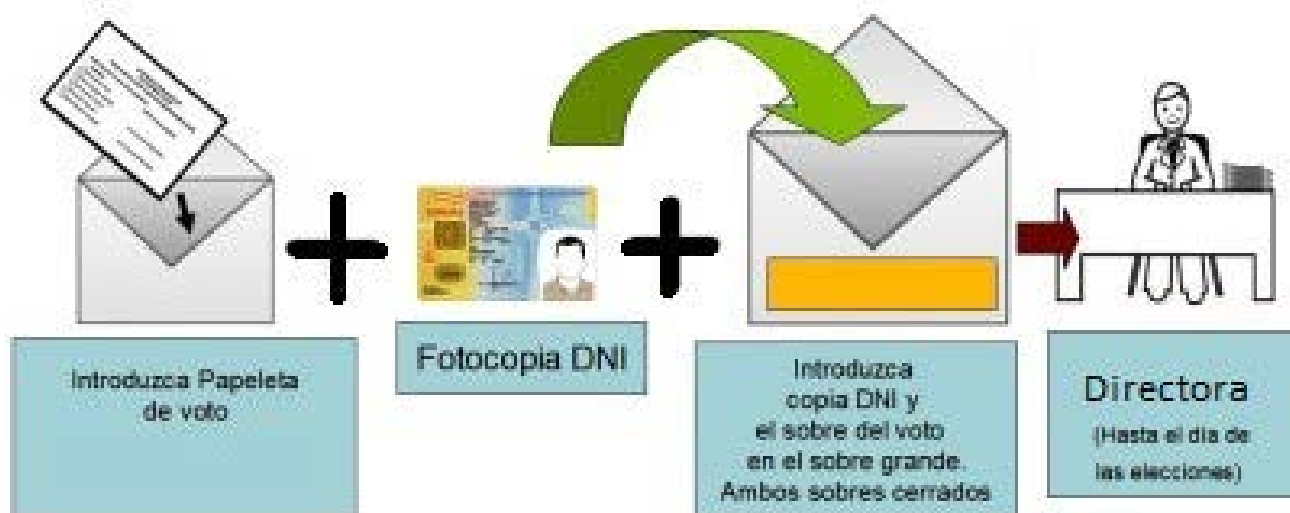 Introduzca Papeleta
de voto
Fotocopia DNI
Introduzca
copia DNI y
el sobre del voto
en el sobre grande.
Ambos sobres cerrados
Directora
(Hasta el día de
las elecciones)